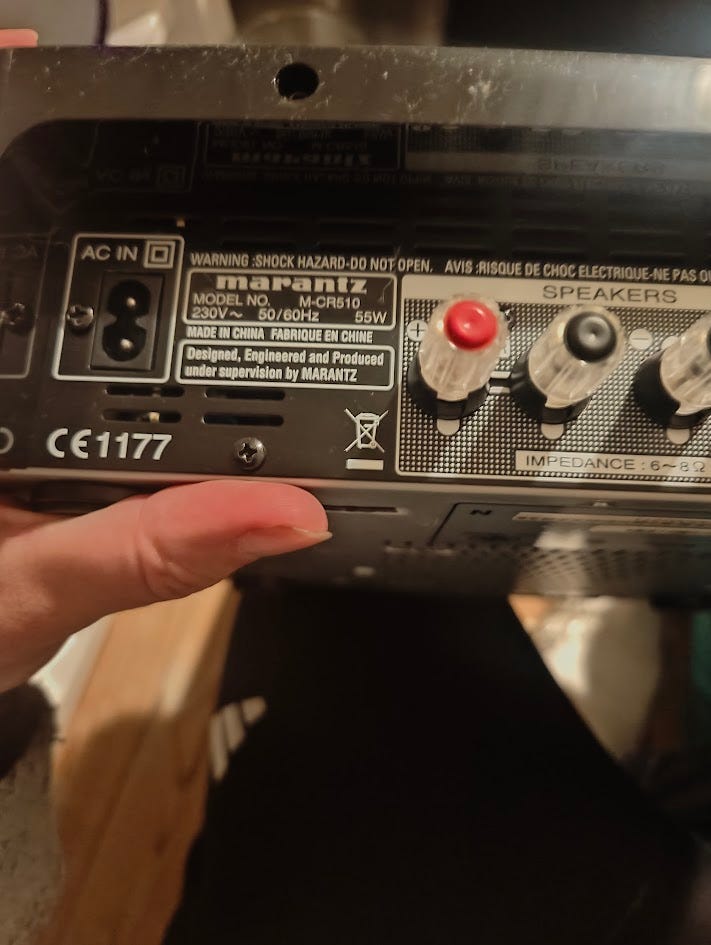 AC IN
WARNING :SHOCK HAZARD-DO NOT OPEN. AVIS :RISQUE DE CHOC ELECTRIQUE-NE PAS
marantz
MODEL NO. M-CR510
230V~ 50/60Hz 55W
MADE IN CHINA FABRIQUE EN CHINE
Designed, Engineered and Produced
under supervision by MARANTZ
CE1177
SPEAKERS
+ −
IMPEDANCE : 6~8Ω